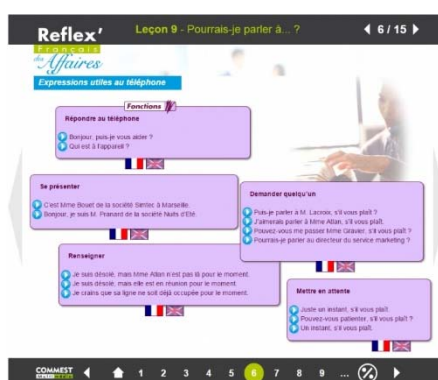 Reflex'
Français
des Affaires
Leçon 9 - Pourrais-je parler à... ?
6 / 15
Expressions utiles au téléphone
Fonctions
Répondre au téléphone
Bonjour, puis-je vous aider ?
Qui est à l'appareil ?
Se présenter
C'est Mme Bouet de la société Simtec à Marseille.
Bonjour, je suis M. Pranard de la société Nuits d'Eté.
Demander quelqu'un
Puis-je parler à M. Lacroix, s'il vous plaît ?
J'aimerais parler à Mme Allan, s'il vous plaît.
Pouvez-vous me passer Mme Gravier, s'il vous plaît ?
Pourrais-je parler au directeur du service marketing ?
Renseigner
Je suis désolé, mais Mme Allan n'est pas là pour le moment.
Je suis désolé, mais elle est en réunion pour le moment.
Je crains que sa ligne ne soit déjà occupée pour le moment.
Mettre en attente
Juste un instant, s'il vous plaît.
Pouvez-vous patienter, s'il vous plaît ?
Un instant, s'il vous plaît.
COMMEST
1 2 3 4 5 6 7 8 9 ...